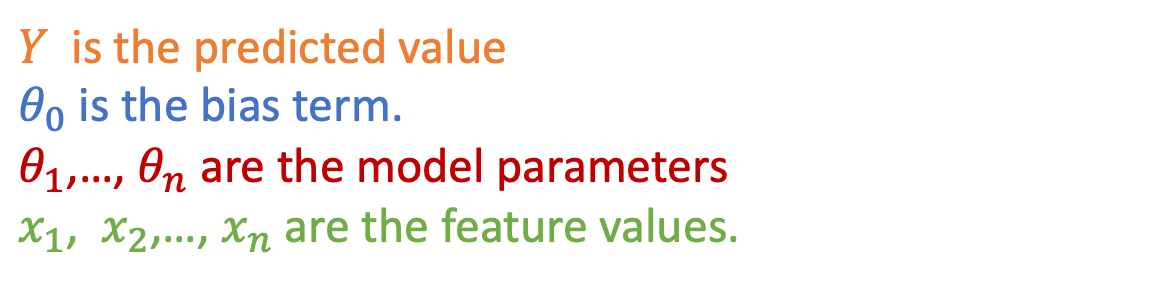 Y is the predicted value
θ₀ is the bias term.
θ₁,…, θₙ are the model parameters
x₁, x₂,…, xₙ are the feature values.